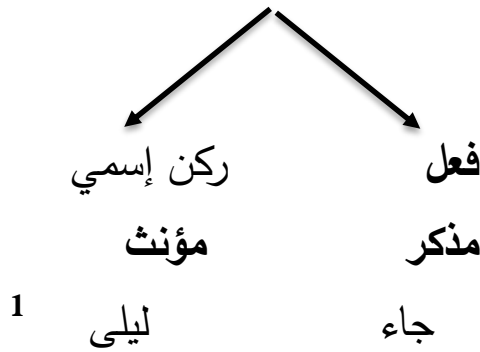 فعل ركن إسمي
مذكر مؤنث
جاء ليلى 1